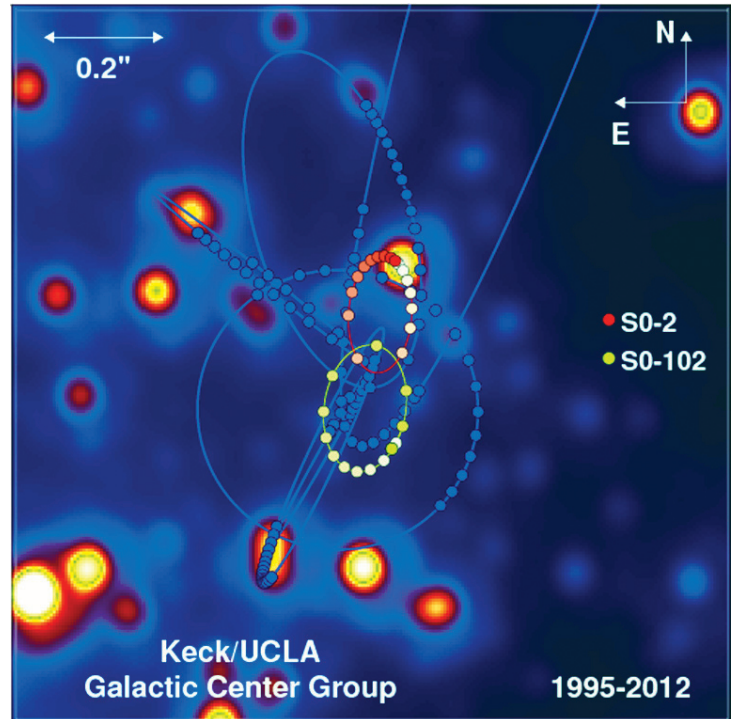 0.2"
N
E
S0-2
S0-102
Keck/UCLA
Galactic Center Group
1995-2012